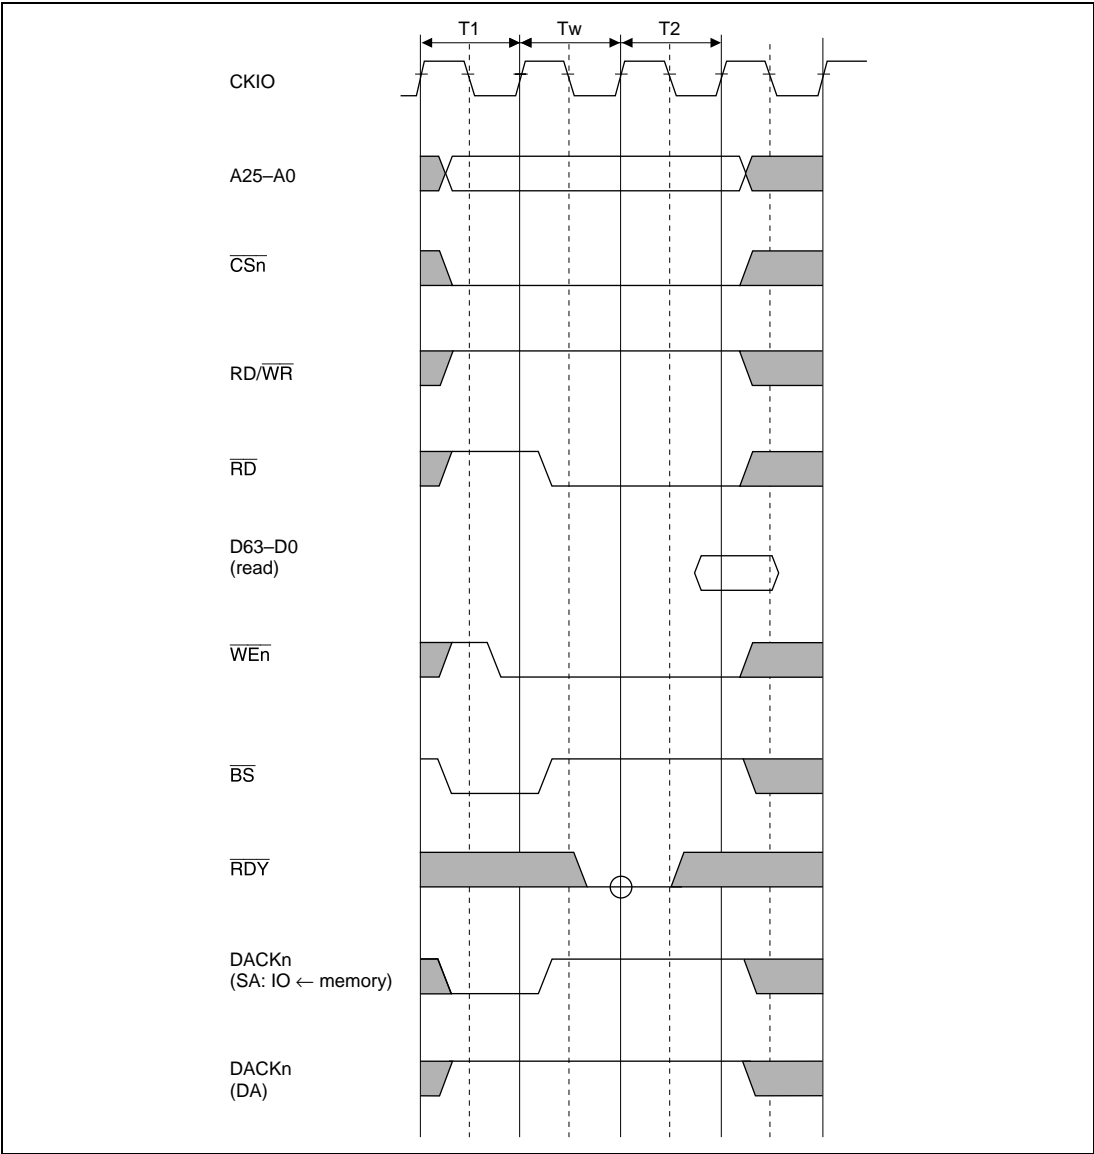 T1 Tw T2
CKIO
A25–A0
CSn
RD/WR
RD
D63–D0
(read)
WEn
BS
RDY
DACKn
(SA: IO ← memory)
DACKn
(DA)